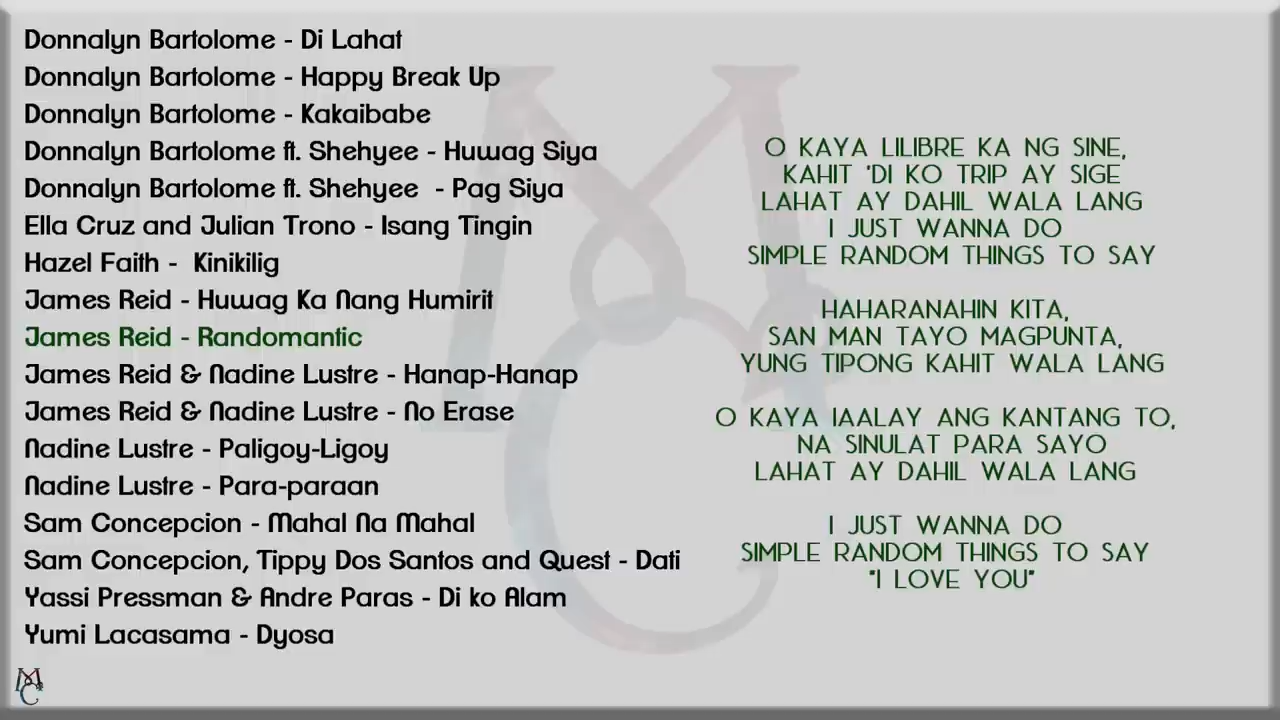 Donnalyn Bartolome - Di Lahat
Donnalyn Bartolome - Happy Break Up
Donnalyn Bartolome - Kakaibabe
Donnalyn Bartolome ft. Shehyee - Huwag Siya
Donnalyn Bartolome ft. Shehyee  - Pag Siya
Ella Cruz and Julian Trono - Isang Tingin
Hazel Faith -  Kinikilig
James Reid - Huwag Ka Nang Humirit
James Reid - Randomantic
James Reid & Nadine Lustre - Hanap-Hanap
James Reid & Nadine Lustre - No Erase
Nadine Lustre - Paligoy-Ligoy
Nadine Lustre - Para-paraan
Sam Concepcion - Mahal Na Mahal
Sam Concepcion, Tippy Dos Santos and Quest - Dati
Yassi Pressman & Andre Paras - Di ko Alam
Yumi Lacasama - Dyosa
O KAYA LILIBRE KA NG SINE,
KAHIT 'DI KO TRIP AY SIGE
LAHAT AY DAHIL WALA LANG
I JUST WANNA DO
SIMPLE RANDOM THINGS TO SAY
HAHARANAHIN KITA,
SAN MAN TAYO MAGPUNTA,
YUNG TIPONG KAHIT WALA LANG
O KAYA IAALAY ANG KANTANG TO,
NA SINULAT PARA SAYO
LAHAT AY DAHIL WALA LANG
I JUST WANNA DO
SIMPLE RANDOM THINGS TO SAY
"I LOVE YOU"
MC